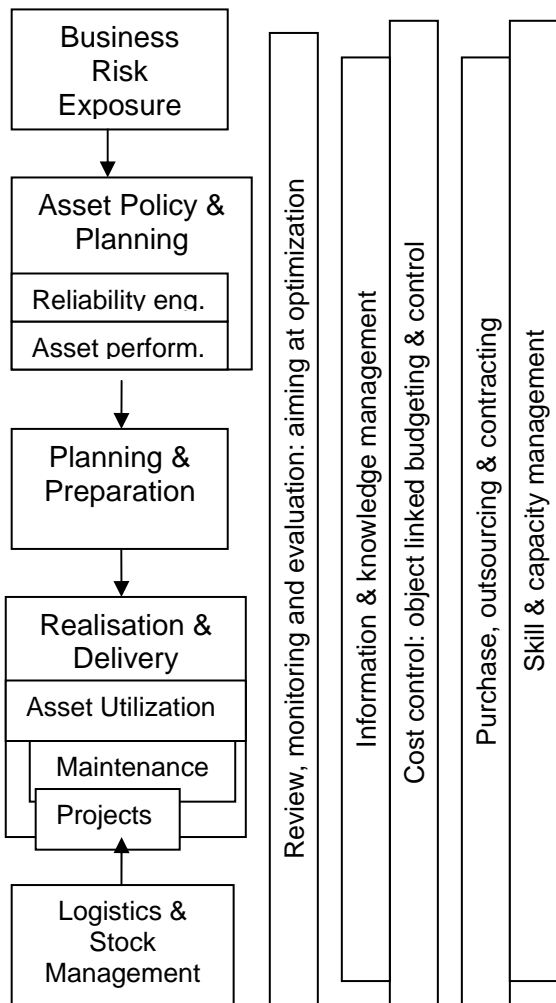 Business
Risk
Exposure
Asset Policy &
Planning
Reliability eng.
Asset perform.
Planning &
Preparation
Realisation &
Delivery
Asset Utilization
Maintenance
Projects
Logistics &
Stock
Management
Review, monitoring and evaluation: aiming at optimization
Information & knowledge management
Cost control: object linked budgeting & control
Purchase, outsourcing & contracting
Skill & capacity management